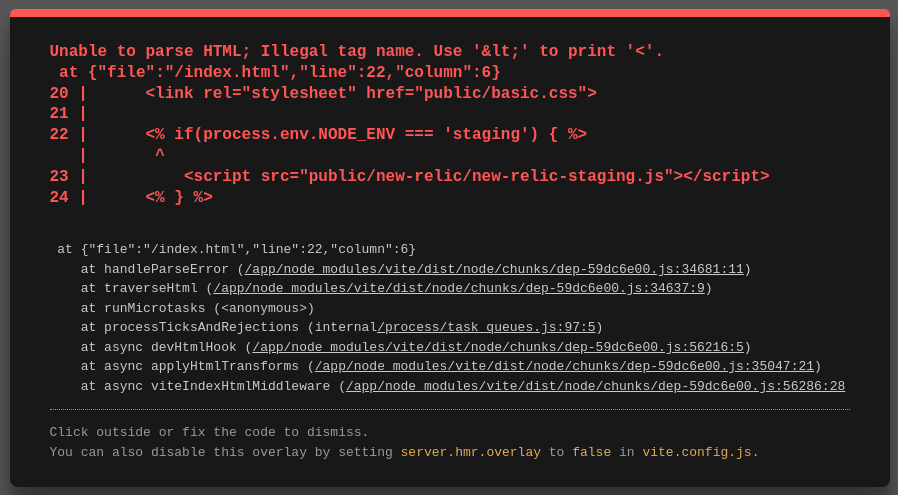 Unable to parse HTML; Illegal tag name. Use '&lt;' to print '<'.
 at {"file":"/index.html","line":22,"column":6}
20 |      <link rel="stylesheet" href="public/basic.css">
21 |
22 |      <% if(process.env.NODE_ENV === 'staging') { %>
   |       ^
23 |          <script src="public/new-relic/new-relic-staging.js"></script>
24 |      <% } %>
 at {"file":"/index.html","line":22,"column":6}
    at handleParseError (/app/node_modules/vite/dist/node/chunks/dep-59dc6e00.js:34681:11)
    at traverseHtml (/app/node_modules/vite/dist/node/chunks/dep-59dc6e00.js:34637:9)
    at runMicrotasks (<anonymous>)
    at processTicksAndRejections (internal/process/task_queues.js:97:5)
    at async devHtmlHook (/app/node_modules/vite/dist/node/chunks/dep-59dc6e00.js:56216:5)
    at async applyHtmlTransforms (/app/node_modules/vite/dist/node/chunks/dep-59dc6e00.js:35047:21)
    at async viteIndexHtmlMiddleware (/app/node_modules/vite/dist/node/chunks/dep-59dc6e00.js:56286:28
Click outside or fix the code to dismiss.
You can also disable this overlay by setting server.hmr.overlay to false in vite.config.js.